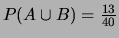 P(A ∪ B) = 13/40